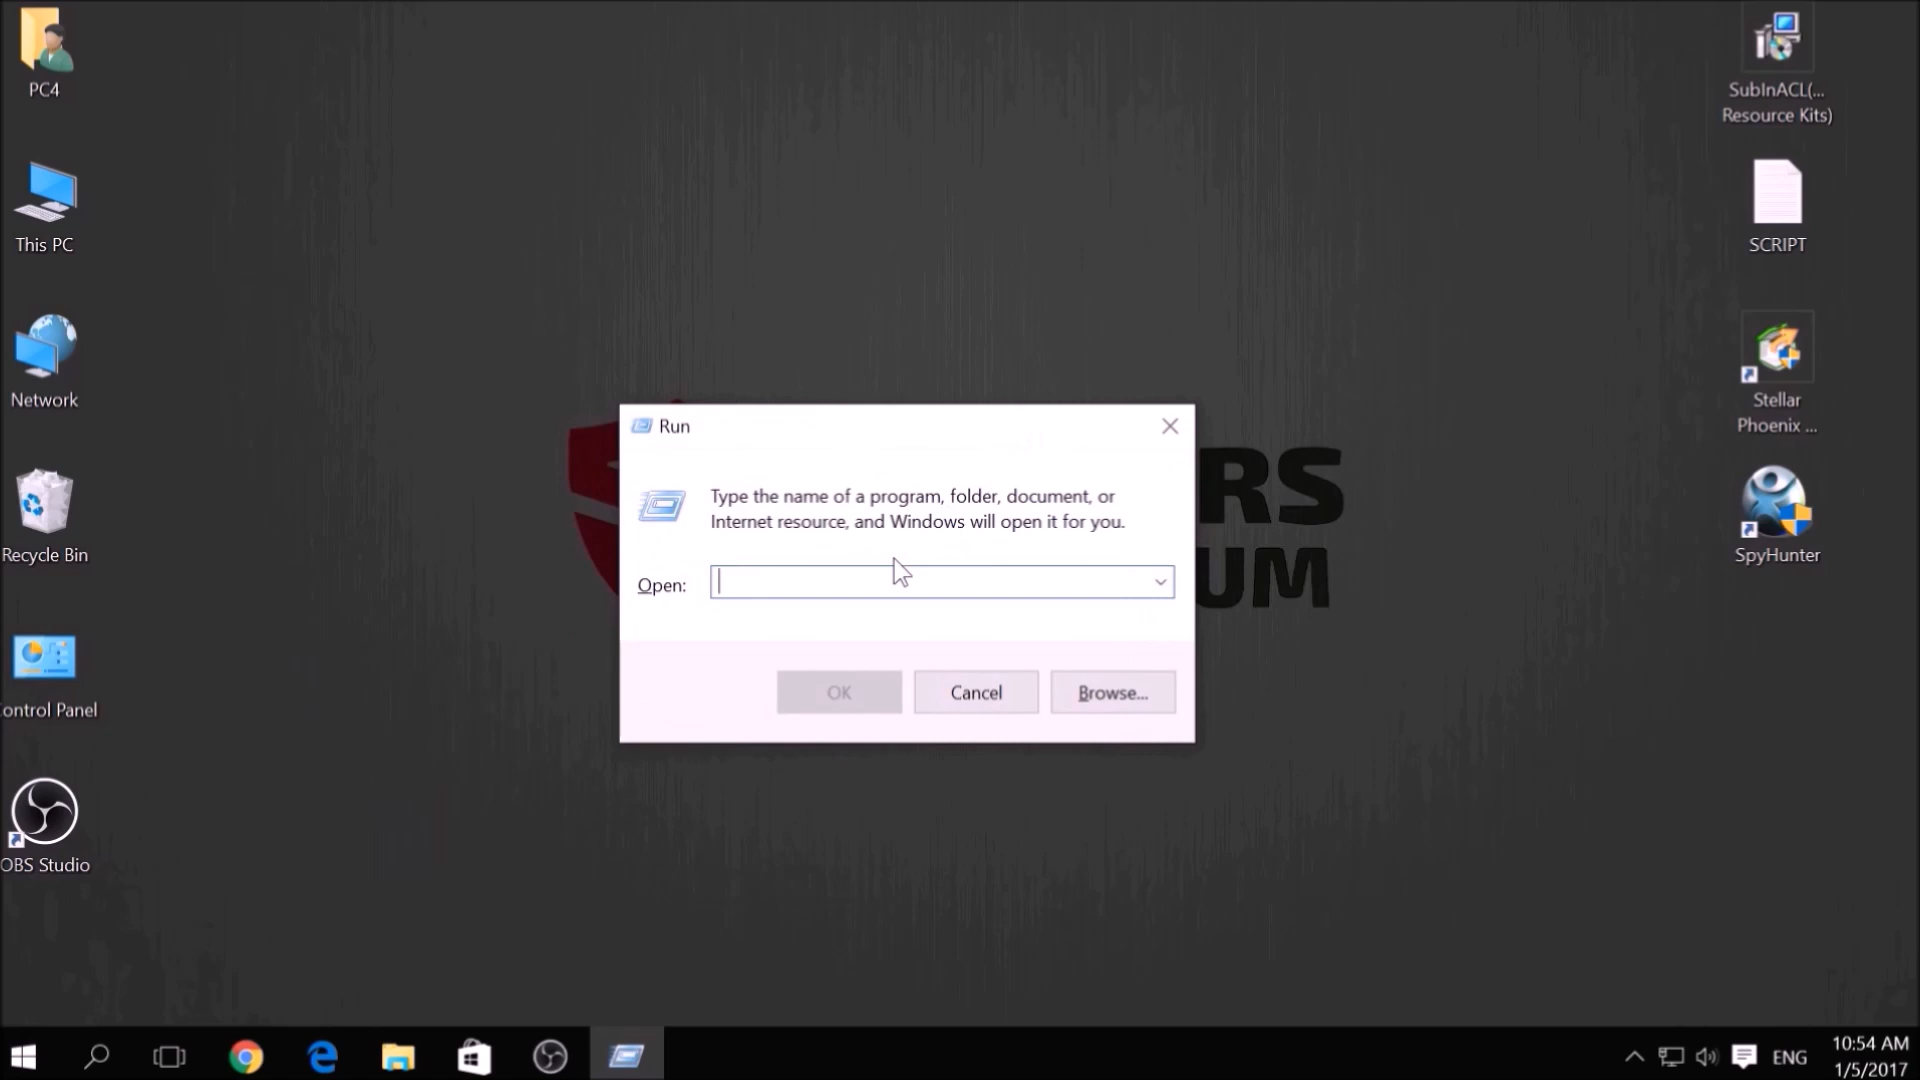 PC4
This PC
Network
Recycle Bin
ontrol Panel
OBS Studio
SubInACL(...
Resource Kits)
SCRIPT
Stellar
Phoenix ...
SpyHunter
RS
UM
Run
Type the name of a program, folder, document, or
Internet resource, and Windows will open it for you.
Open:
OK
Cancel
Browse...
ENG
10:54 AM
1/5/2017